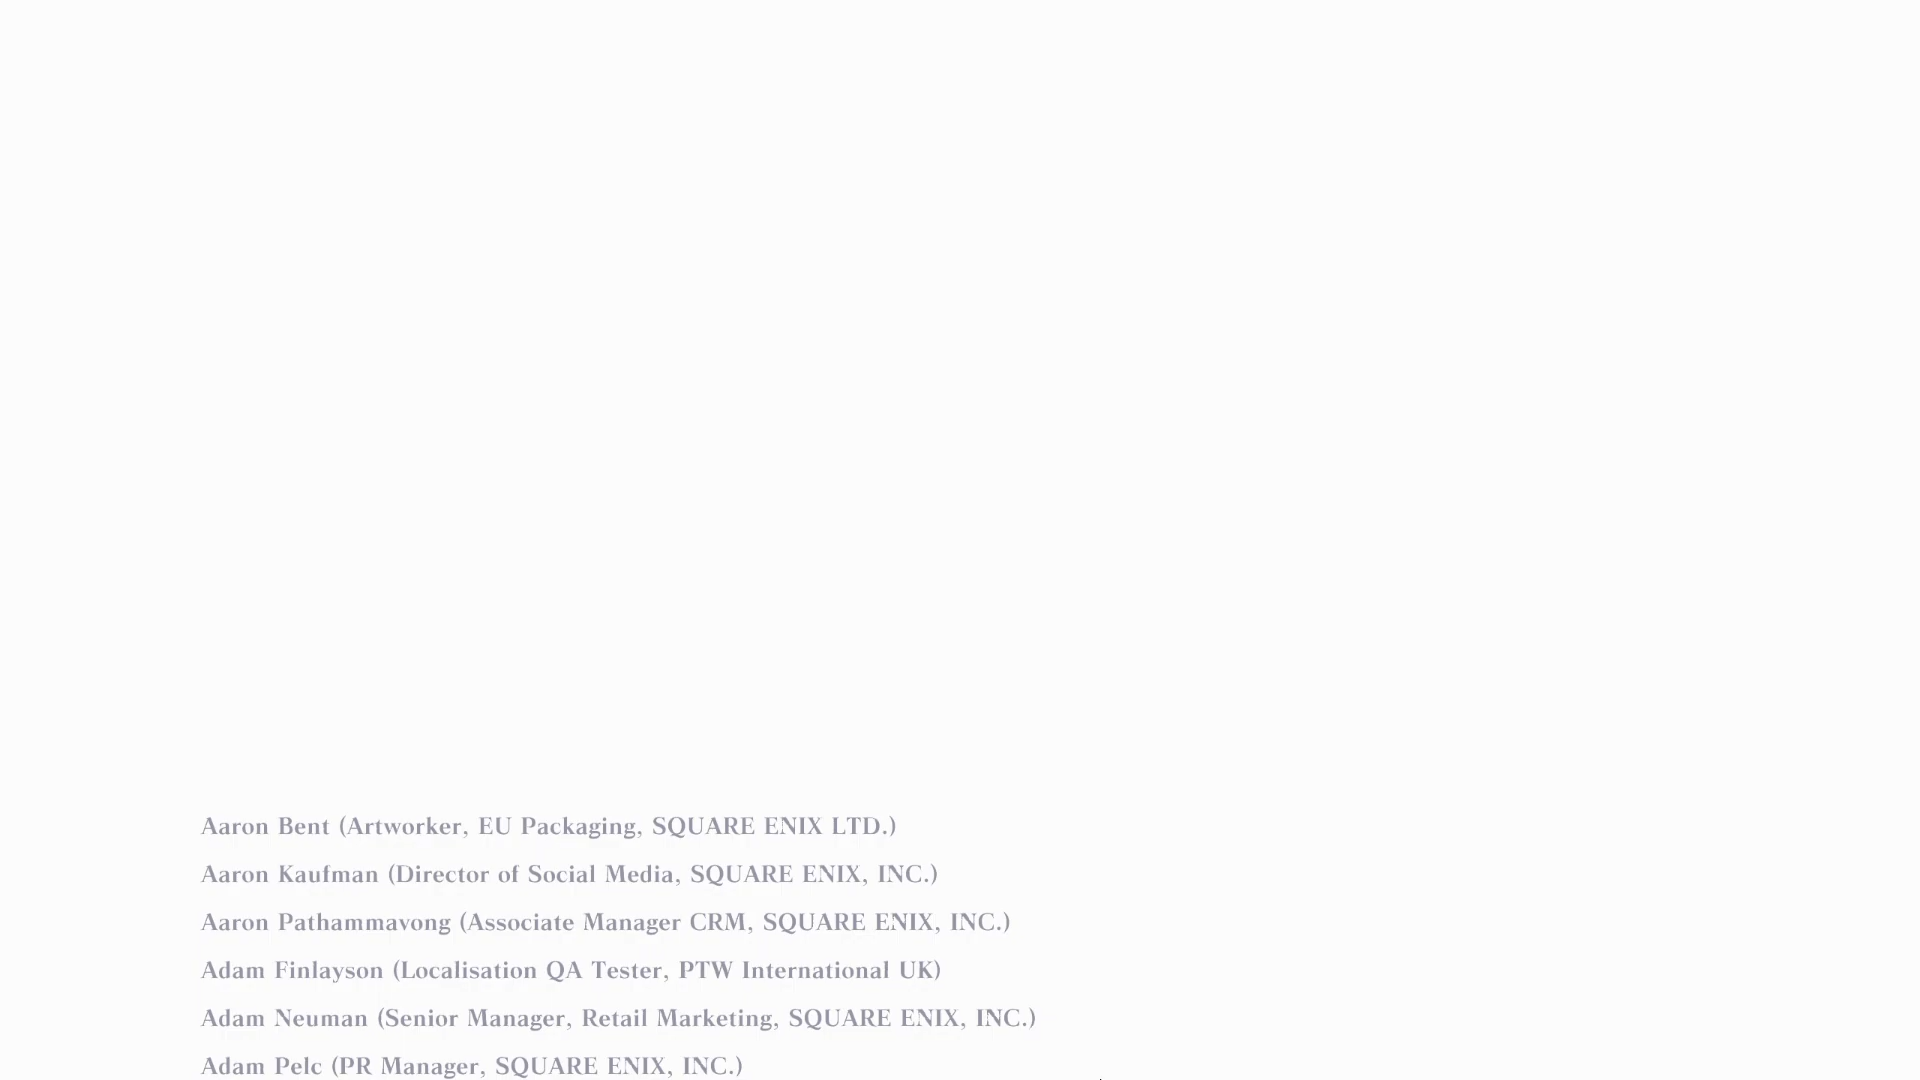 Aaron Bent (Artworker, EU Packaging, SQUARE ENIX LTD.)
Aaron Kaufman (Director of Social Media, SQUARE ENIX, INC.)
Aaron Pathammavong (Associate Manager CRM, SQUARE ENIX, INC.)
Adam Finlayson (Localisation QA Tester, PTW International UK)
Adam Neuman (Senior Manager, Retail Marketing, SQUARE ENIX, INC.)
Adam Pelc (PR Manager, SQUARE ENIX, INC.)